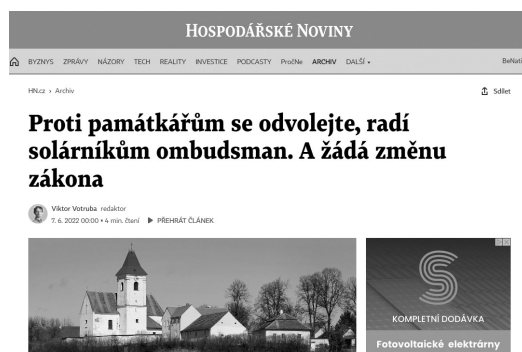 Hospodářské Noviny
BYZNYS ZPRÁVY NÁZORY TECH REALITY INVESTICE PODCASTY PročNe ARCHIV DALŠÍ BeNati
HN.cz › Archiv Sdílet
Proti památkářům se odvolejte, radí
solárníkům ombudsman. A žádá změnu
zákona
Viktor Votruba redaktor
7. 6. 2022 00:00 • 4 min. čtení ▶ PŘEHRÁT ČLÁNEK
KOMPLETNÍ DODÁVKA
Fotovoltaické elektrárny